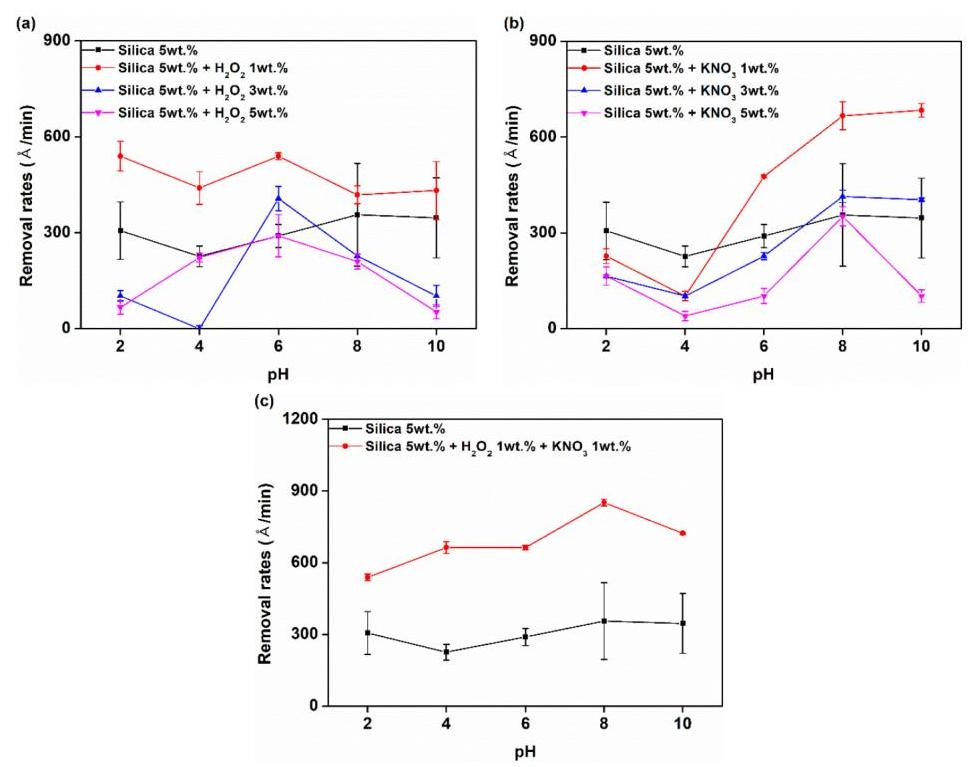 (a)
Silica 5wt.%
Silica 5wt.% + H₂O₂ 1wt.%
Silica 5wt.% + H₂O₂ 3wt.%
Silica 5wt.% + H₂O₂ 5wt.%
Removal rates (Å/min)
900
600
300
0
2 4 6 8 10
pH
(b)
Silica 5wt.%
Silica 5wt.% + KNO₃ 1wt.%
Silica 5wt.% + KNO₃ 3wt.%
Silica 5wt.% + KNO₃ 5wt.%
Removal rates (Å/min)
900
600
300
0
2 4 6 8 10
pH
(c)
Silica 5wt.%
Silica 5wt.% + H₂O₂ 1wt.% + KNO₃ 1wt.%
Removal rates (Å/min)
1200
900
600
300
0
2 4 6 8 10
pH